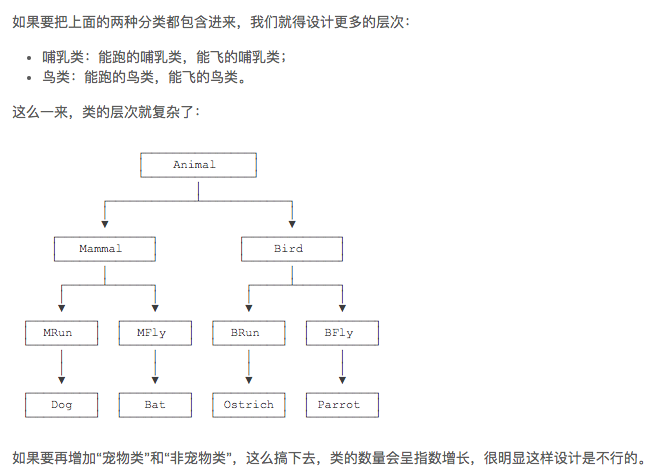 如果要把上面的两种分类都包含进来，我们就得设计更多的层次：
哺乳类：能跑的哺乳类，能飞的哺乳类；
鸟类：能跑的鸟类，能飞的鸟类。
这么一来，类的层次就复杂了：
Animal
Mammal Bird
MRun MFly BRun BFly
Dog Bat Ostrich Parrot
如果要再增加“宠物类”和“非宠物类”，这么搞下去，类的数量会呈指数增长，很明显这样设计是不行的。